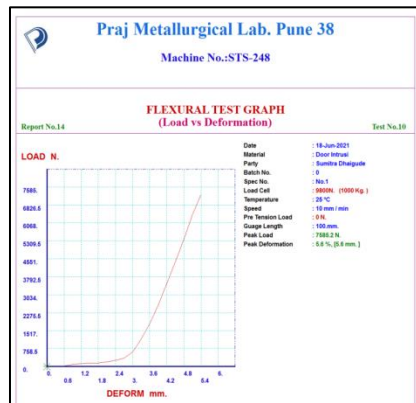 Praj Metallurgical Lab. Pune 38
Machine No.:STS-248
FLEXURAL TEST GRAPH
(Load vs Deformation)
Report No.14
Test No.10
Date : 18-Jun-2021
Material : Door Intrusi
Party : Sumitra Dhaigude
Batch No. : 0
Spec No. : No.1
Load Cell : 9800N. (1000 Kg.)
Temperature : 25 °C
Speed : 10 mm / min
Pre Tension Load : 0 N.
Guage Length : 100.mm.
Peak Load : 7585.2 N.
Peak Deformation : 5.6 %, [5.6 mm. ]
LOAD N.
7585.
6826.5
6068.
5309.5
4551.
3792.5
3034.
2275.5
1517.
758.5
0.
0. 1.2 2.4 3.6 4.8
0.6 1.8 3. 4.2 5.4
DEFORM mm.